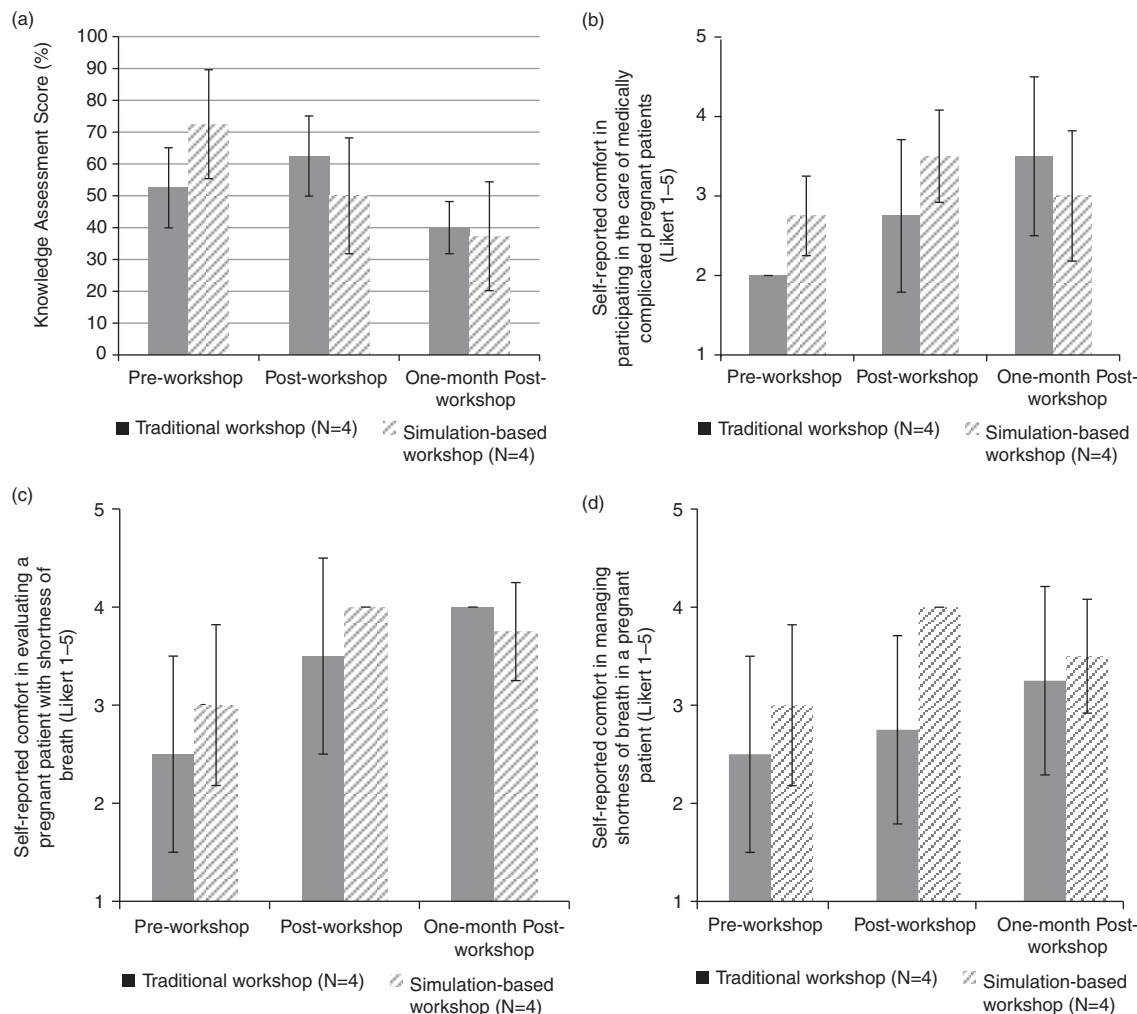 (a)
Knowledge Assessment Score (%)
100
90
80
70
60
50
40
30
20
10
0
Pre-workshop
Post-workshop
One-month Post-
workshop
Traditional workshop (N=4)
Simulation-based
workshop (N=4)
(b)
Self-reported comfort in
participating in the care of medically
complicated pregnant patients
(Likert 1–5)
5
4
3
2
1
Pre-workshop
Post-workshop
One-month Post-
workshop
Traditional workshop (N=4)
Simulation-based
workshop (N=4)
(c)
Self-reported comfort in evaluating a
pregnant patient with shortness of
breath (Likert 1–5)
5
4
3
2
1
Pre-workshop
Post-workshop
One-month Post-
workshop
Traditional workshop (N=4)
Simulation-based
workshop (N=4)
(d)
Self-reported comfort in managing
shortness of breath in a pregnant
patient (Likert 1–5)
5
4
3
2
1
Pre-workshop
Post-workshop
One-month Post-
workshop
Traditional workshop (N=4)
Simulation-based
workshop (N=4)